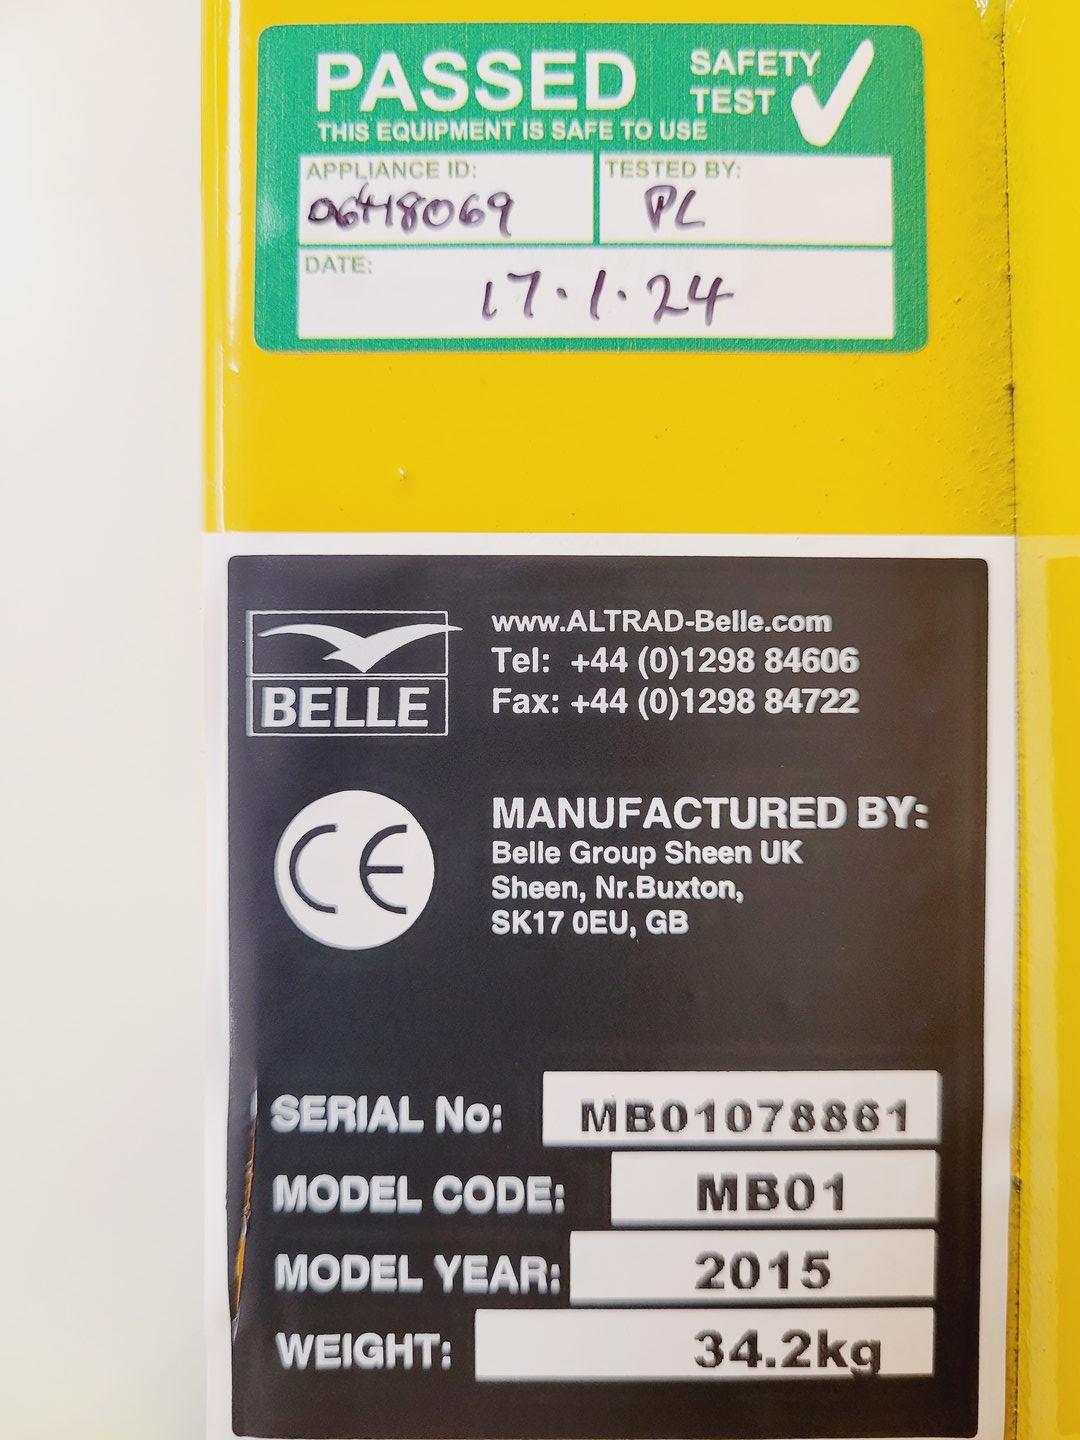 PASSED
SAFETY
TEST
THIS EQUIPMENT IS SAFE TO USE
APPLIANCE ID:
TESTED BY:
PL
DATE:
17.1.24
BELLE
www.ALTRAD-Belle.com
Tel: +44 (0)1298 84606
Fax: +44 (0)1298 84722
CE
MANUFACTURED BY:
Belle Group Sheen UK
Sheen, Nr.Buxton,
SK17 0EU, GB
SERIAL No: MB01078861
MODEL CODE: MB01
MODEL YEAR: 2015
WEIGHT: 34.2kg